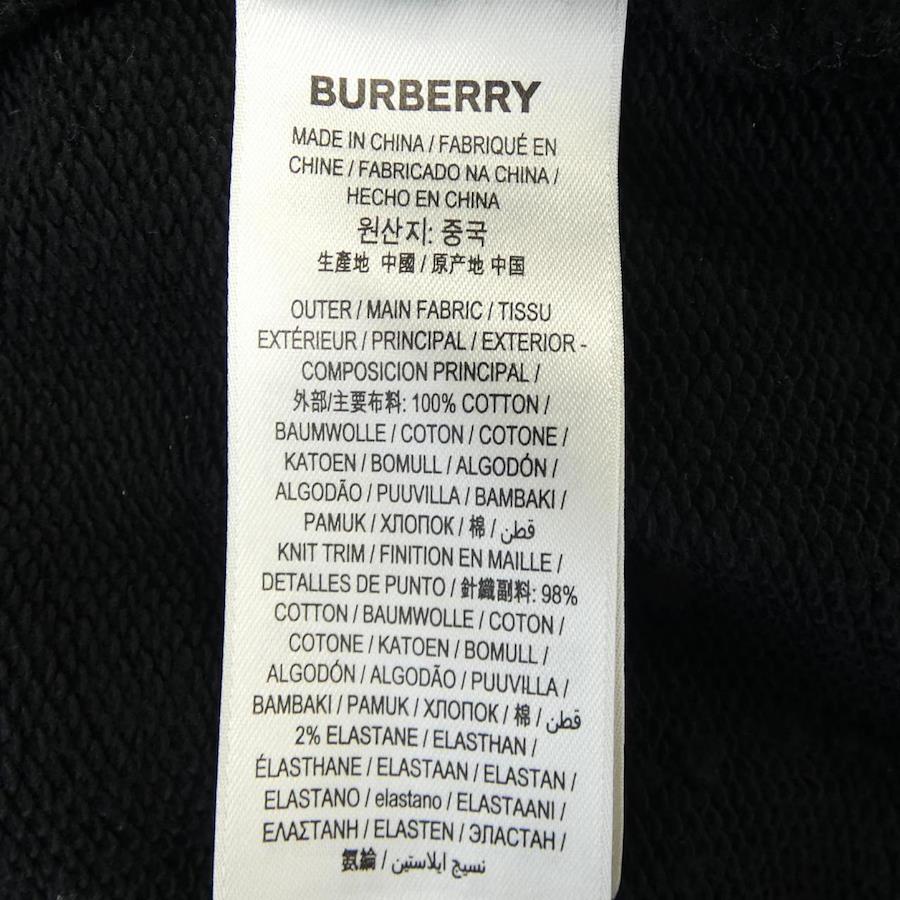 BURBERRY
MADE IN CHINA / FABRIQUÉ EN
CHINE / FABRICADO NA CHINA /
HECHO EN CHINA
원산지: 중국
生產地 中國 / 原产地 中国
OUTER / MAIN FABRIC / TISSU
EXTÉRIEUR / PRINCIPAL / EXTERIOR -
COMPOSICION PRINCIPAL /
外部/主要布料: 100% COTTON /
BAUMWOLLE / COTON / COTONE /
KATOEN / BOMULL / ALGODÓN /
ALGODÃO / PUUVILLA / BAMBAKI /
PAMUK / ХЛОПОК / 棉 / قطن
KNIT TRIM / FINITION EN MAILLE /
DETALLES DE PUNTO / 針織副料: 98%
COTTON / BAUMWOLLE / COTON /
COTONE / KATOEN / BOMULL /
ALGODÓN / ALGODÃO / PUUVILLA /
BAMBAKI / PAMUK / ХЛОПОК / 棉 / قطن
2% ELASTANE / ELASTHAN /
ÉLASTHANE / ELASTAAN / ELASTAN /
ELASTANO / elastano / ELASTAANI /
ΕΛΑΣΤΑΝΗ / ELASTEN / ЭЛАСТАН /
氨綸 / نسيج ايلاستين